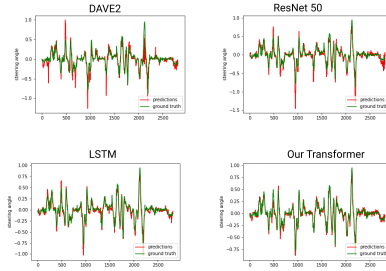 DAVE2
1.0
0.5
0.0
−0.5
−1.0
steering angle
predictions
ground truth
0 500 1000 1500 2000 2500
ResNet 50
1.0
0.5
0.0
−0.5
−1.0
−1.5
steering angle
predictions
ground truth
0 500 1000 1500 2000 2500
LSTM
1.00
0.75
0.50
0.25
0.00
−0.25
−0.50
−0.75
−1.00
steering angle
predictions
ground truth
0 500 1000 1500 2000 2500
Our Transformer
0.75
0.50
0.25
0.00
−0.25
−0.50
−0.75
steering angle
predictions
ground truth
0 500 1000 1500 2000 2500